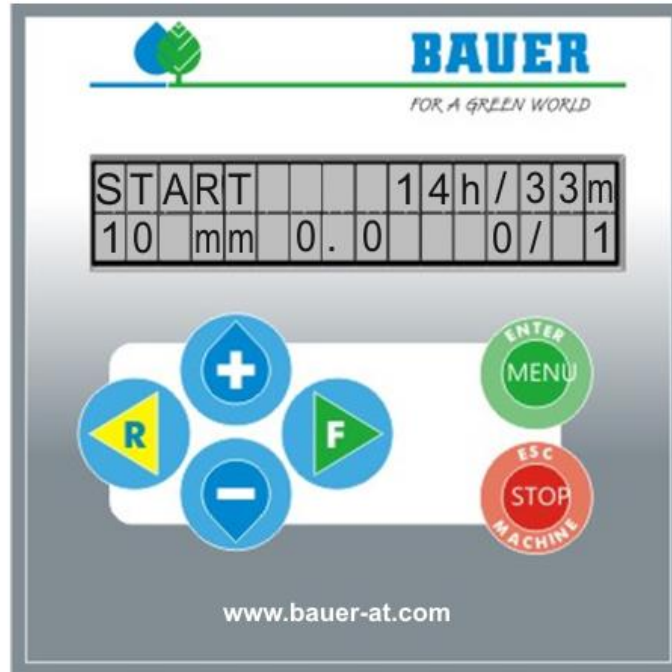 BAUER
FOR A GREEN WORLD
START 14h/33m
10 mm 0.0 0/ 1
+
R
F
-
ENTER
MENU
ESC
STOP
MACHINE
www.bauer-at.com